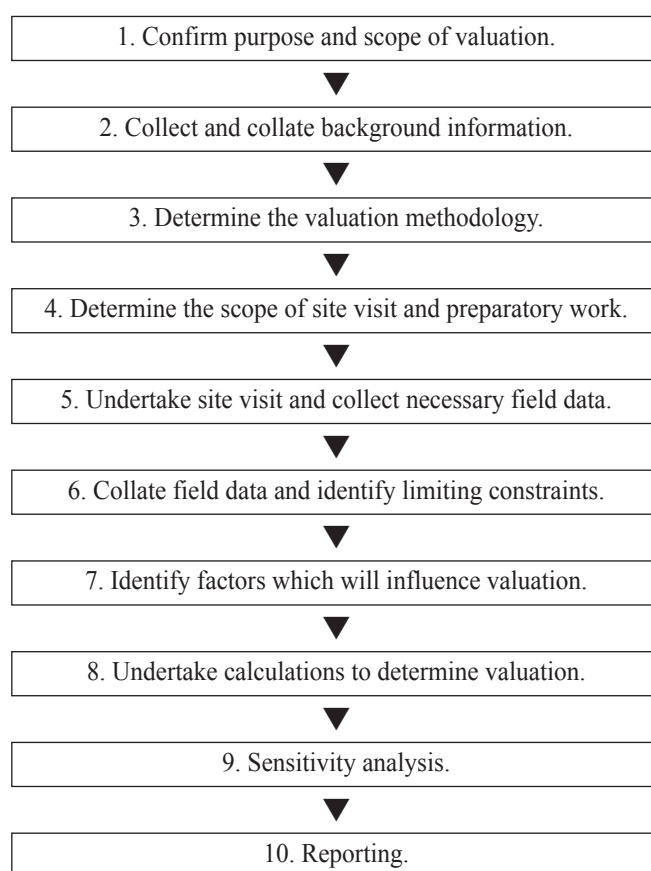 1. Confirm purpose and scope of valuation.
2. Collect and collate background information.
3. Determine the valuation methodology.
4. Determine the scope of site visit and preparatory work.
5. Undertake site visit and collect necessary field data.
6. Collate field data and identify limiting constraints.
7. Identify factors which will influence valuation.
8. Undertake calculations to determine valuation.
9. Sensitivity analysis.
10. Reporting.